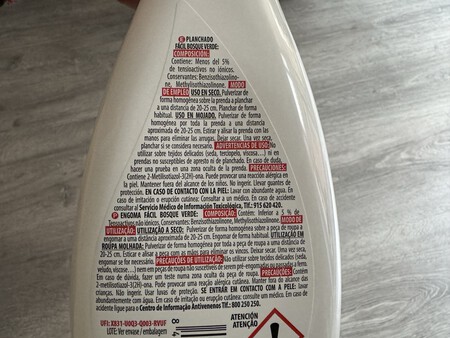 E PLANCHADO
FÁCIL BOSQUE VERDE:
COMPOSICIÓN:
Contiene: Menos del 5%
de tensioactivos no iónicos.
Conservantes: Benzisothiazolino-
no, Methylisothiazolinone. MODO
DE EMPLEO USO EN SECO, Pulverizar de
forma homogénea sobre la prenda a planchar
a una distancia de 20-25 cm. Planchar de forma
habitual. USO EN MOJADO, Pulverizar de forma
homogénea por toda la prenda a una distancia
aproximada de 20-25 cm. Estirar y alisar la prenda con las
manos para eliminar las arrugas. Dejar secar. Una vez seca,
planchar si se considera necesario. ADVERTENCIAS DE USO: No
utilizar sobre tejidos delicados (seda, terciopelo, viscosa...) ni
en prendas no susceptibles de apresto ni de planchado. En caso de duda,
hacer una prueba en una zona oculta de la prenda. PRECAUCIONES:
Contiene 2-Metilisotiazol-3(2H)-ona. Puede provocar una reacción alérgica en
la piel. Mantener fuera del alcance de los niños. No ingerir. Llevar guantes de
protección. EN CASO DE CONTACTO CON LA PIEL: Lavar con abundante agua. En
caso de irritación o erupción cutánea: Consultar a un médico. En caso de accidente
consultar al Servicio Médico de Información Toxicológica, Tlf.: 915 620 420.
P ENGOMA FÁCIL BOSQUE VERDE: COMPOSIÇÃO: Contém: Inferior a 5 % de
Tensioactivos não iónicos, Conservantes: Benzisothiazolinone, Methylisothiazolinone. MODO DE
UTILIZAÇÃO: UTILIZAÇÃO A SECO: Pulverizar de forma homogénea sobre a peça de roupa a
engomar a uma distância aproximada de 20-25 cm. Engomar de forma habitual. UTILIZAÇÃO EM
ROUPA MOLHADA: Pulverizar de forma homogénea por toda a peça de roupa a uma distância de
20-25 cm. Esticar e alisar a peça com as mãos para eliminar os vincos. Deixar secar. Uma vez seca,
engomar se for necessário. PRECAUÇÕES DE UTILIZAÇÃO: Não utilizar sobre tecidos delicados (seda,
veludo, viscose...) nem em peças de roupa não suscetíveis de serem pré-engomadas ou engomadas. Em
caso de dúvida, fazer um teste numa zona oculta da peça de roupa. PRECAUÇÕES: Contém
2-metilisotiazol-3(2H)-ona. Pode provocar uma reação alérgica cutânea. Manter fora do alcance das
crianças. Não ingerir. Usar luvas de proteção. SE ENTRAR EM CONTACTO COM A PELE: lavar
abundantemente com água. Em caso de irritação ou erupção cutânea: consulte um médico. Em caso de
acidente ligue para o Centro de Informação Antivenenos Tlf.: 800 250 250.
UFI: X831-U0Q3-Q003-RVUF
LOTE: Ver en envase / embalagem
ATENCIÓN
ATENÇÃO
8
4